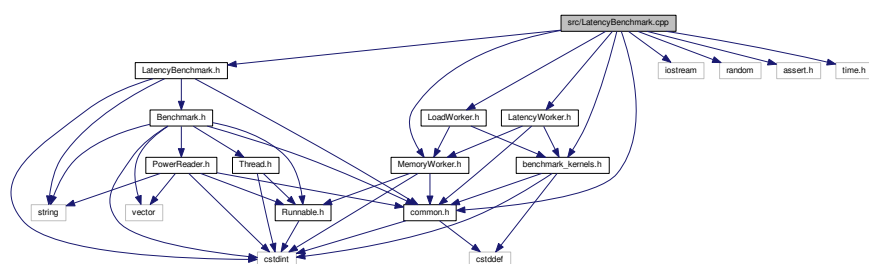 src/LatencyBenchmark.cpp
LatencyBenchmark.h
iostream
random
assert.h
time.h
Benchmark.h
LoadWorker.h
LatencyWorker.h
PowerReader.h
Thread.h
MemoryWorker.h
benchmark_kernels.h
string
vector
Runnable.h
common.h
cstdint
cstddef